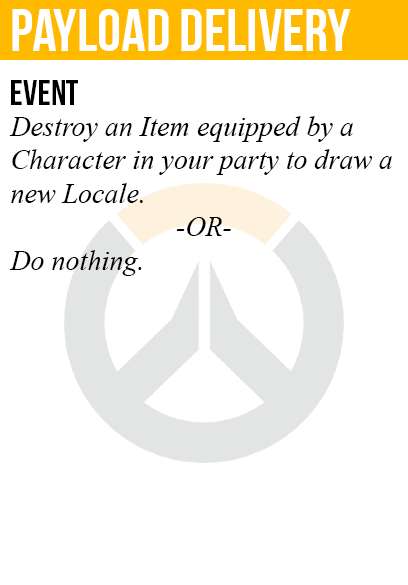 PAYLOAD DELIVERY
EVENT
Destroy an Item equipped by a
Character in your party to draw a
new Locale.
-OR-
Do nothing.